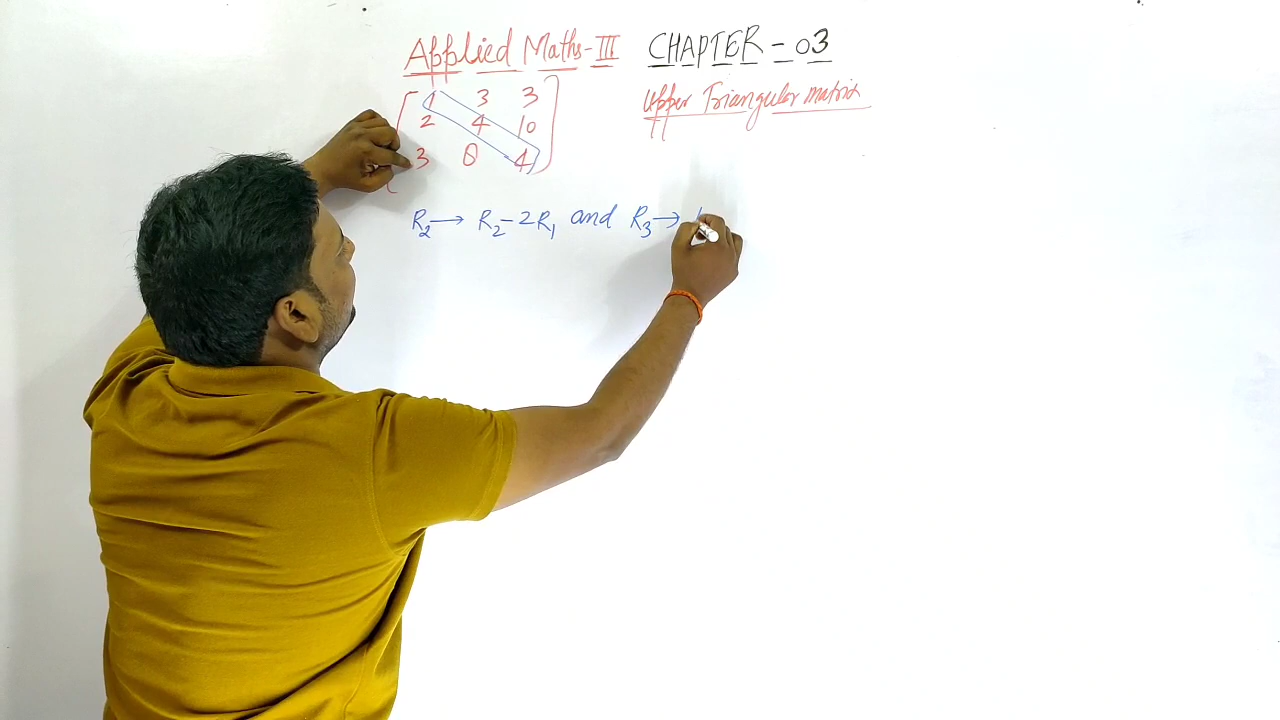 Applied Maths-III CHAPTER-03
Upper Triangular matrix
1 3 3
2 4 10
3 8 4
R2→ R2-2R1 and R3→